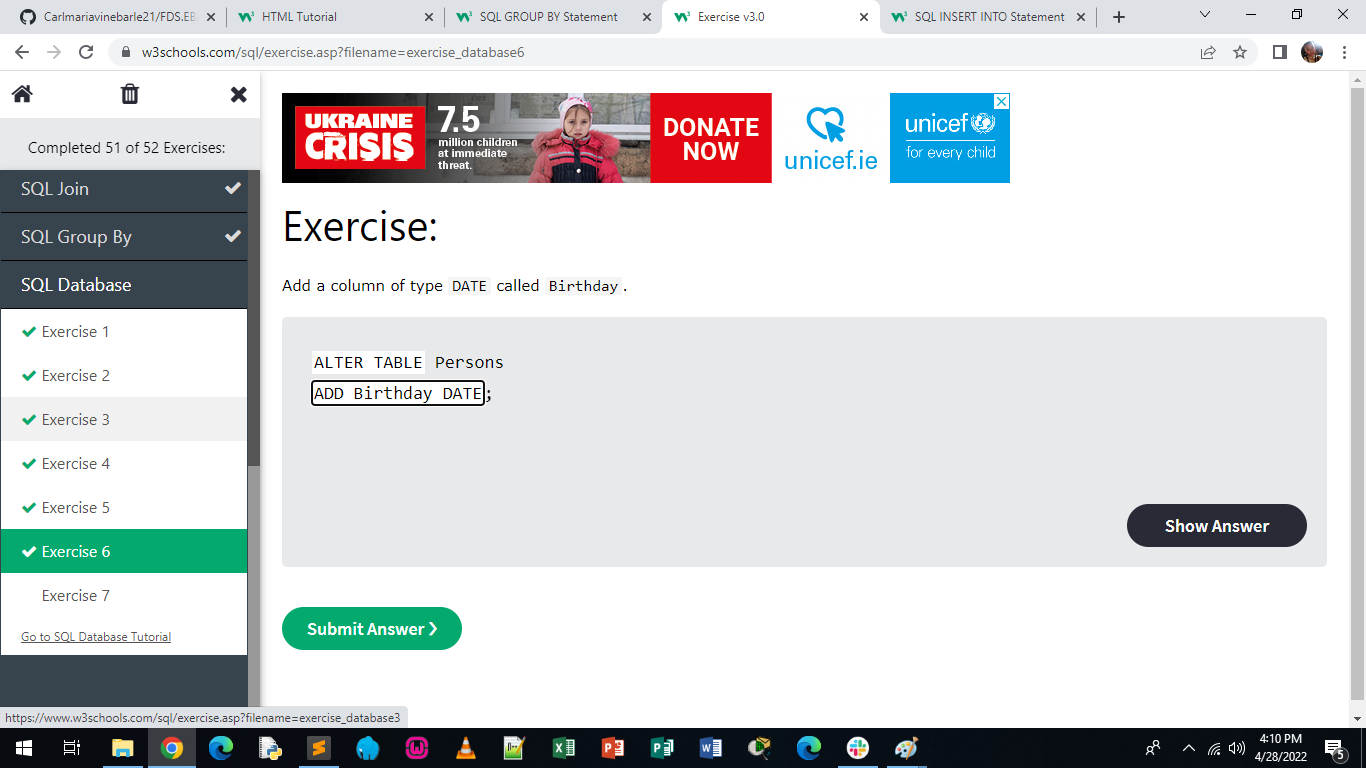 Carlmariavinebarle21/FDS.EB
HTML Tutorial
SQL GROUP BY Statement
Exercise v3.0
SQL INSERT INTO Statement
w3schools.com/sql/exercise.asp?filename=exercise_database6
Completed 51 of 52 Exercises:
SQL Join
SQL Group By
SQL Database
Exercise 1
Exercise 2
Exercise 3
Exercise 4
Exercise 5
Exercise 6
Exercise 7
Go to SQL Database Tutorial
https://www.w3schools.com/sql/exercise.asp?filename=exercise_database3
UKRAINE
CRISIS
7.5
million children
at immediate
threat.
DONATE
NOW
unicef.ie
unicef
for every child
Exercise:
Add a column of type DATE called Birthday.
ALTER TABLE Persons
ADD Birthday DATE;
Show Answer
Submit Answer ❯
4:10 PM
4/28/2022
5